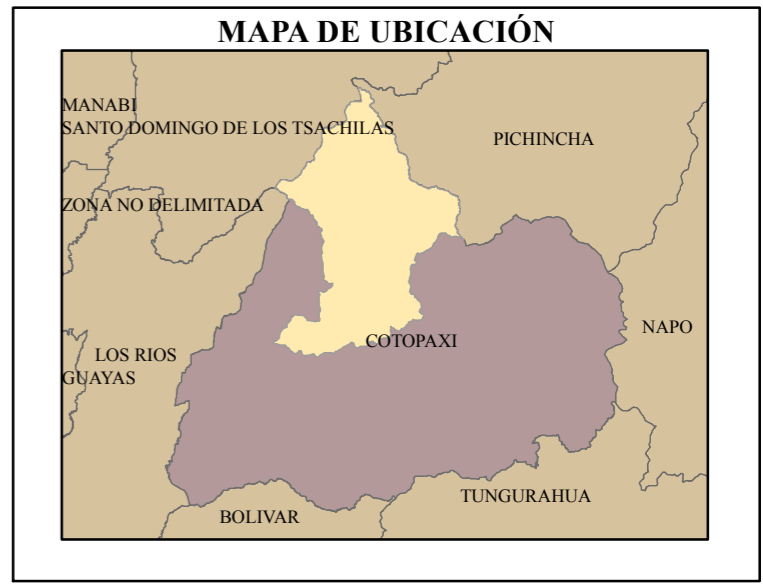 MAPA DE UBICACIÓN
MANABI
SANTO DOMINGO DE LOS TSACHILAS
PICHINCHA
ZONA NO DELIMITADA
NAPO
COTOPAXI
LOS RIOS
GUAYAS
TUNGURAHUA
BOLIVAR